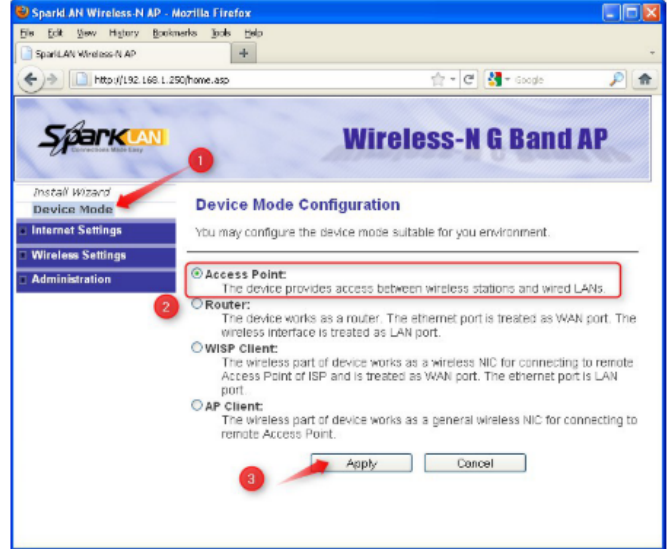 SparkLAN Wireless-N AP - Mozilla Firefox
File Edit View History Bookmarks Tools Help
SparkLAN Wireless-N AP
http://192.168.1.250/home.asp
Google
SparkLAN
Connections Made Easy
Wireless-N G Band AP
1
Install Wizard
Device Mode
Internet Settings
Wireless Settings
Administration
Device Mode Configuration
You may configure the device mode suitable for you environment.
2
Access Point:
The device provides access between wireless stations and wired LANs.
Router:
The device works as a router. The ethernet port is treated as WAN port. The
wireless interface is treated as LAN port.
WISP Client:
The wireless part of device works as a wireless NIC for connecting to remote
Access Point of ISP and is treated as WAN port. The ethernet port is LAN
port.
AP Client:
The wireless part of device works as a general wireless NIC for connecting to
remote Access Point.
3
Apply Cancel